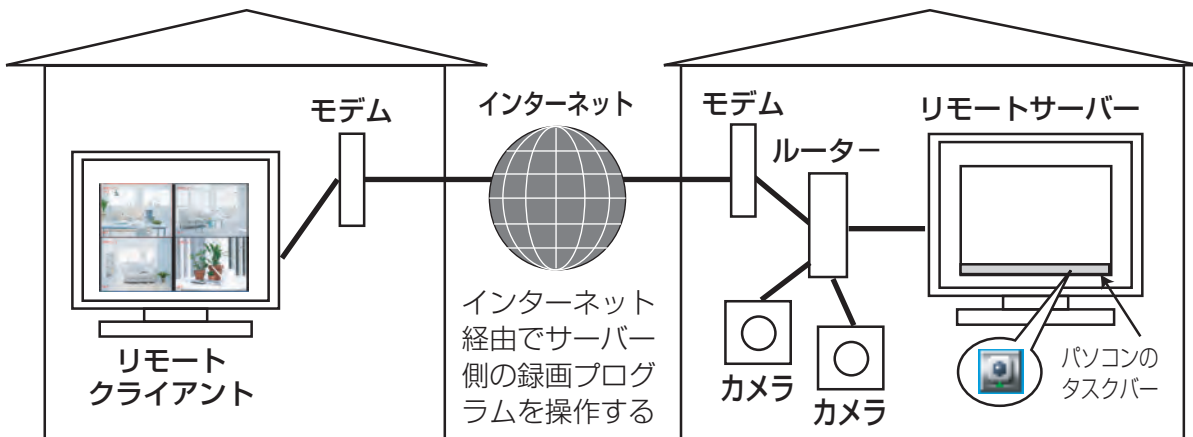 モデム
インターネット
モデム
リモートサーバー
ルーター
インターネット
経由でサーバー
側の録画プログ
ラムを操作する
リモート
クライアント
カメラ
カメラ
パソコンの
タスクバー